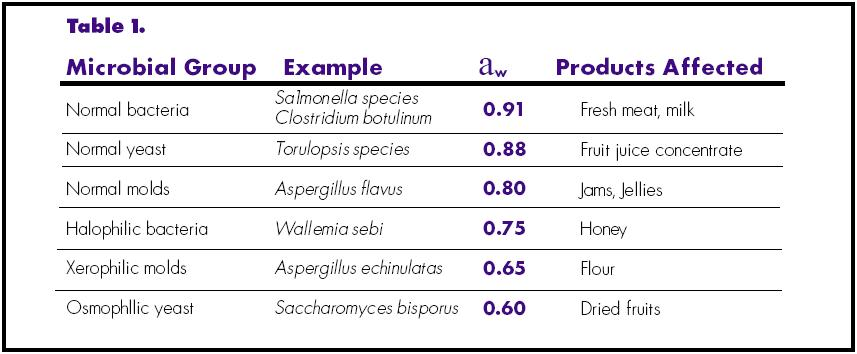 Table 1.
Microbial Group Example aw Products Affected
Normal bacteria Salmonella species Clostridium botulinum 0.91 Fresh meat, milk
Normal yeast Torulopsis species 0.88 Fruit juice concentrate
Normal molds Aspergillus flavus 0.80 Jams, Jellies
Halophilic bacteria Wallemia sebi 0.75 Honey
Xerophilic molds Aspergillus echinulatas 0.65 Flour
Osmophllic yeast Saccharomyces bisporus 0.60 Dried fruits